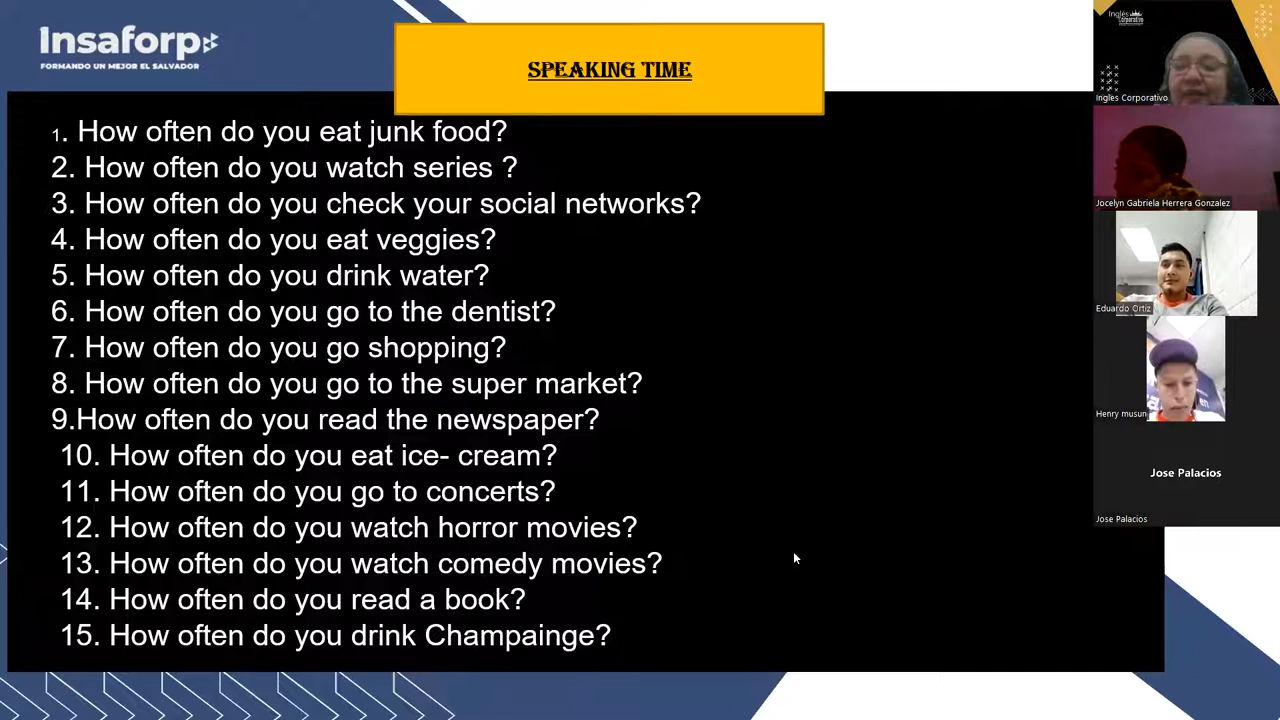 Insaforp
FORMANDO UN MEJOR EL SALVADOR
SPEAKING TIME
1. How often do you eat junk food?
2. How often do you watch series ?
3. How often do you check your social networks?
4. How often do you eat veggies?
5. How often do you drink water?
6. How often do you go to the dentist?
7. How often do you go shopping?
8. How often do you go to the super market?
9.How often do you read the newspaper?
10. How often do you eat ice- cream?
11. How often do you go to concerts?
12. How often do you watch horror movies?
13. How often do you watch comedy movies?
14. How often do you read a book?
15. How often do you drink Champainge?
Inglés
Corporativo
Ingles Corporativo
Jocelyn Gabriela Herrera Gonzalez
Eduardo Ortiz
Henry musun
Jose Palacios
Jose Palacios